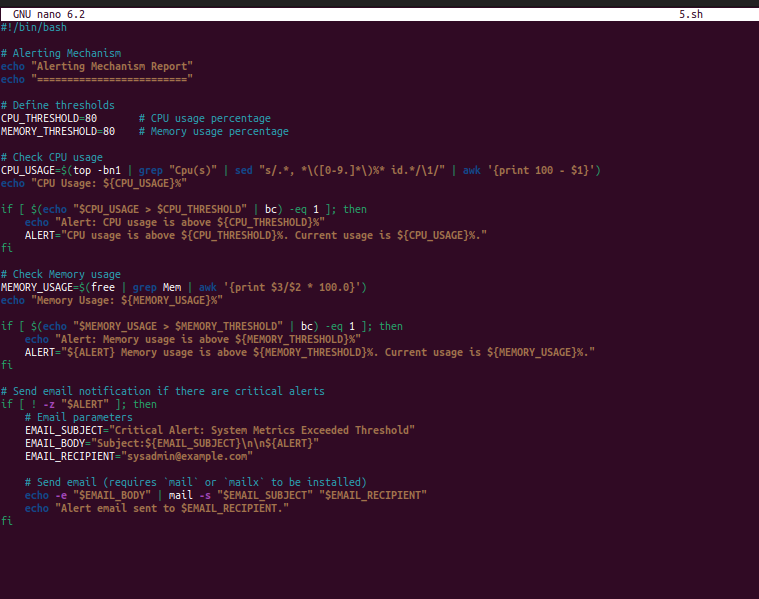 GNU nano 6.2 5.sh
#!/bin/bash
# Alerting Mechanism
echo "Alerting Mechanism Report"
echo "========================="
# Define thresholds
CPU_THRESHOLD=80       # CPU usage percentage
MEMORY_THRESHOLD=80    # Memory usage percentage
# Check CPU usage
CPU_USAGE=$(top -bn1 | grep "Cpu(s)" | sed "s/.*, *\([0-9.]*\)%* id.*/\1/" | awk '{print 100 - $1}')
echo "CPU Usage: ${CPU_USAGE}%"
if [ $(echo "$CPU_USAGE > $CPU_THRESHOLD" | bc) -eq 1 ]; then
    echo "Alert: CPU usage is above ${CPU_THRESHOLD}%"
    ALERT="CPU usage is above ${CPU_THRESHOLD}%. Current usage is ${CPU_USAGE}%."
fi
# Check Memory usage
MEMORY_USAGE=$(free | grep Mem | awk '{print $3/$2 * 100.0}')
echo "Memory Usage: ${MEMORY_USAGE}%"
if [ $(echo "$MEMORY_USAGE > $MEMORY_THRESHOLD" | bc) -eq 1 ]; then
    echo "Alert: Memory usage is above ${MEMORY_THRESHOLD}%"
    ALERT="${ALERT} Memory usage is above ${MEMORY_THRESHOLD}%. Current usage is ${MEMORY_USAGE}%."
fi
# Send email notification if there are critical alerts
if [ ! -z "$ALERT" ]; then
    # Email parameters
    EMAIL_SUBJECT="Critical Alert: System Metrics Exceeded Threshold"
    EMAIL_BODY="Subject:${EMAIL_SUBJECT}\n\n${ALERT}"
    EMAIL_RECIPIENT="sysadmin@example.com"
    # Send email (requires `mail` or `mailx` to be installed)
    echo -e "$EMAIL_BODY" | mail -s "$EMAIL_SUBJECT" "$EMAIL_RECIPIENT"
    echo "Alert email sent to $EMAIL_RECIPIENT."
fi